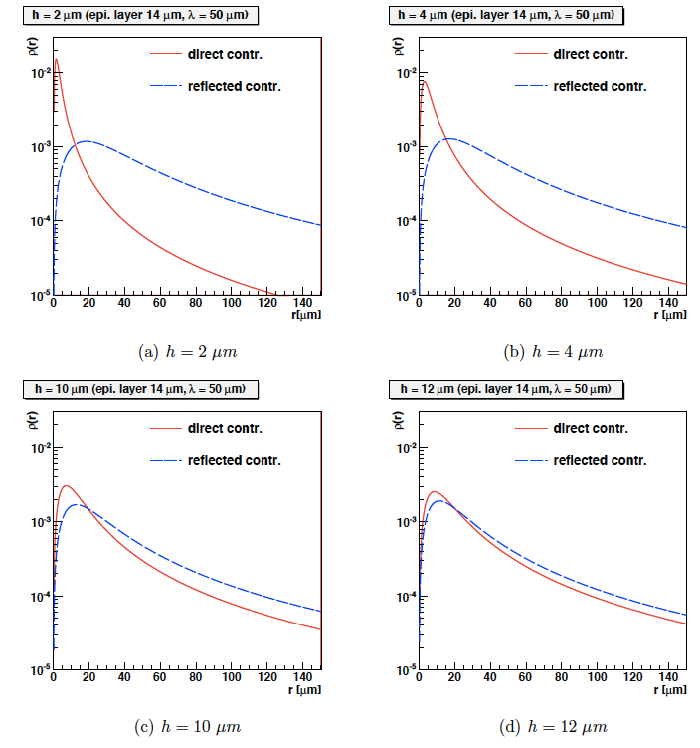 h = 2 μm (epi. layer 14 μm, λ = 50 μm)
ρ(r)
direct contr.
reflected contr.
10⁻²
10⁻³
10⁻⁴
10⁻⁵
0 20 40 60 80 100 120 140
r[μm]
(a) h = 2 μm
h = 4 μm (epi. layer 14 μm, λ = 50 μm)
ρ(r)
direct contr.
reflected contr.
10⁻²
10⁻³
10⁻⁴
10⁻⁵
0 20 40 60 80 100 120 140
r [μm]
(b) h = 4 μm
h = 10 μm (epi. layer 14 μm, λ = 50 μm)
ρ(r)
direct contr.
reflected contr.
10⁻²
10⁻³
10⁻⁴
10⁻⁵
0 20 40 60 80 100 120 140
r [μm]
(c) h = 10 μm
h = 12 μm (epi. layer 14 μm, λ = 50 μm)
ρ(r)
direct contr.
reflected contr.
10⁻²
10⁻³
10⁻⁴
10⁻⁵
0 20 40 60 80 100 120 140
r [μm]
(d) h = 12 μm